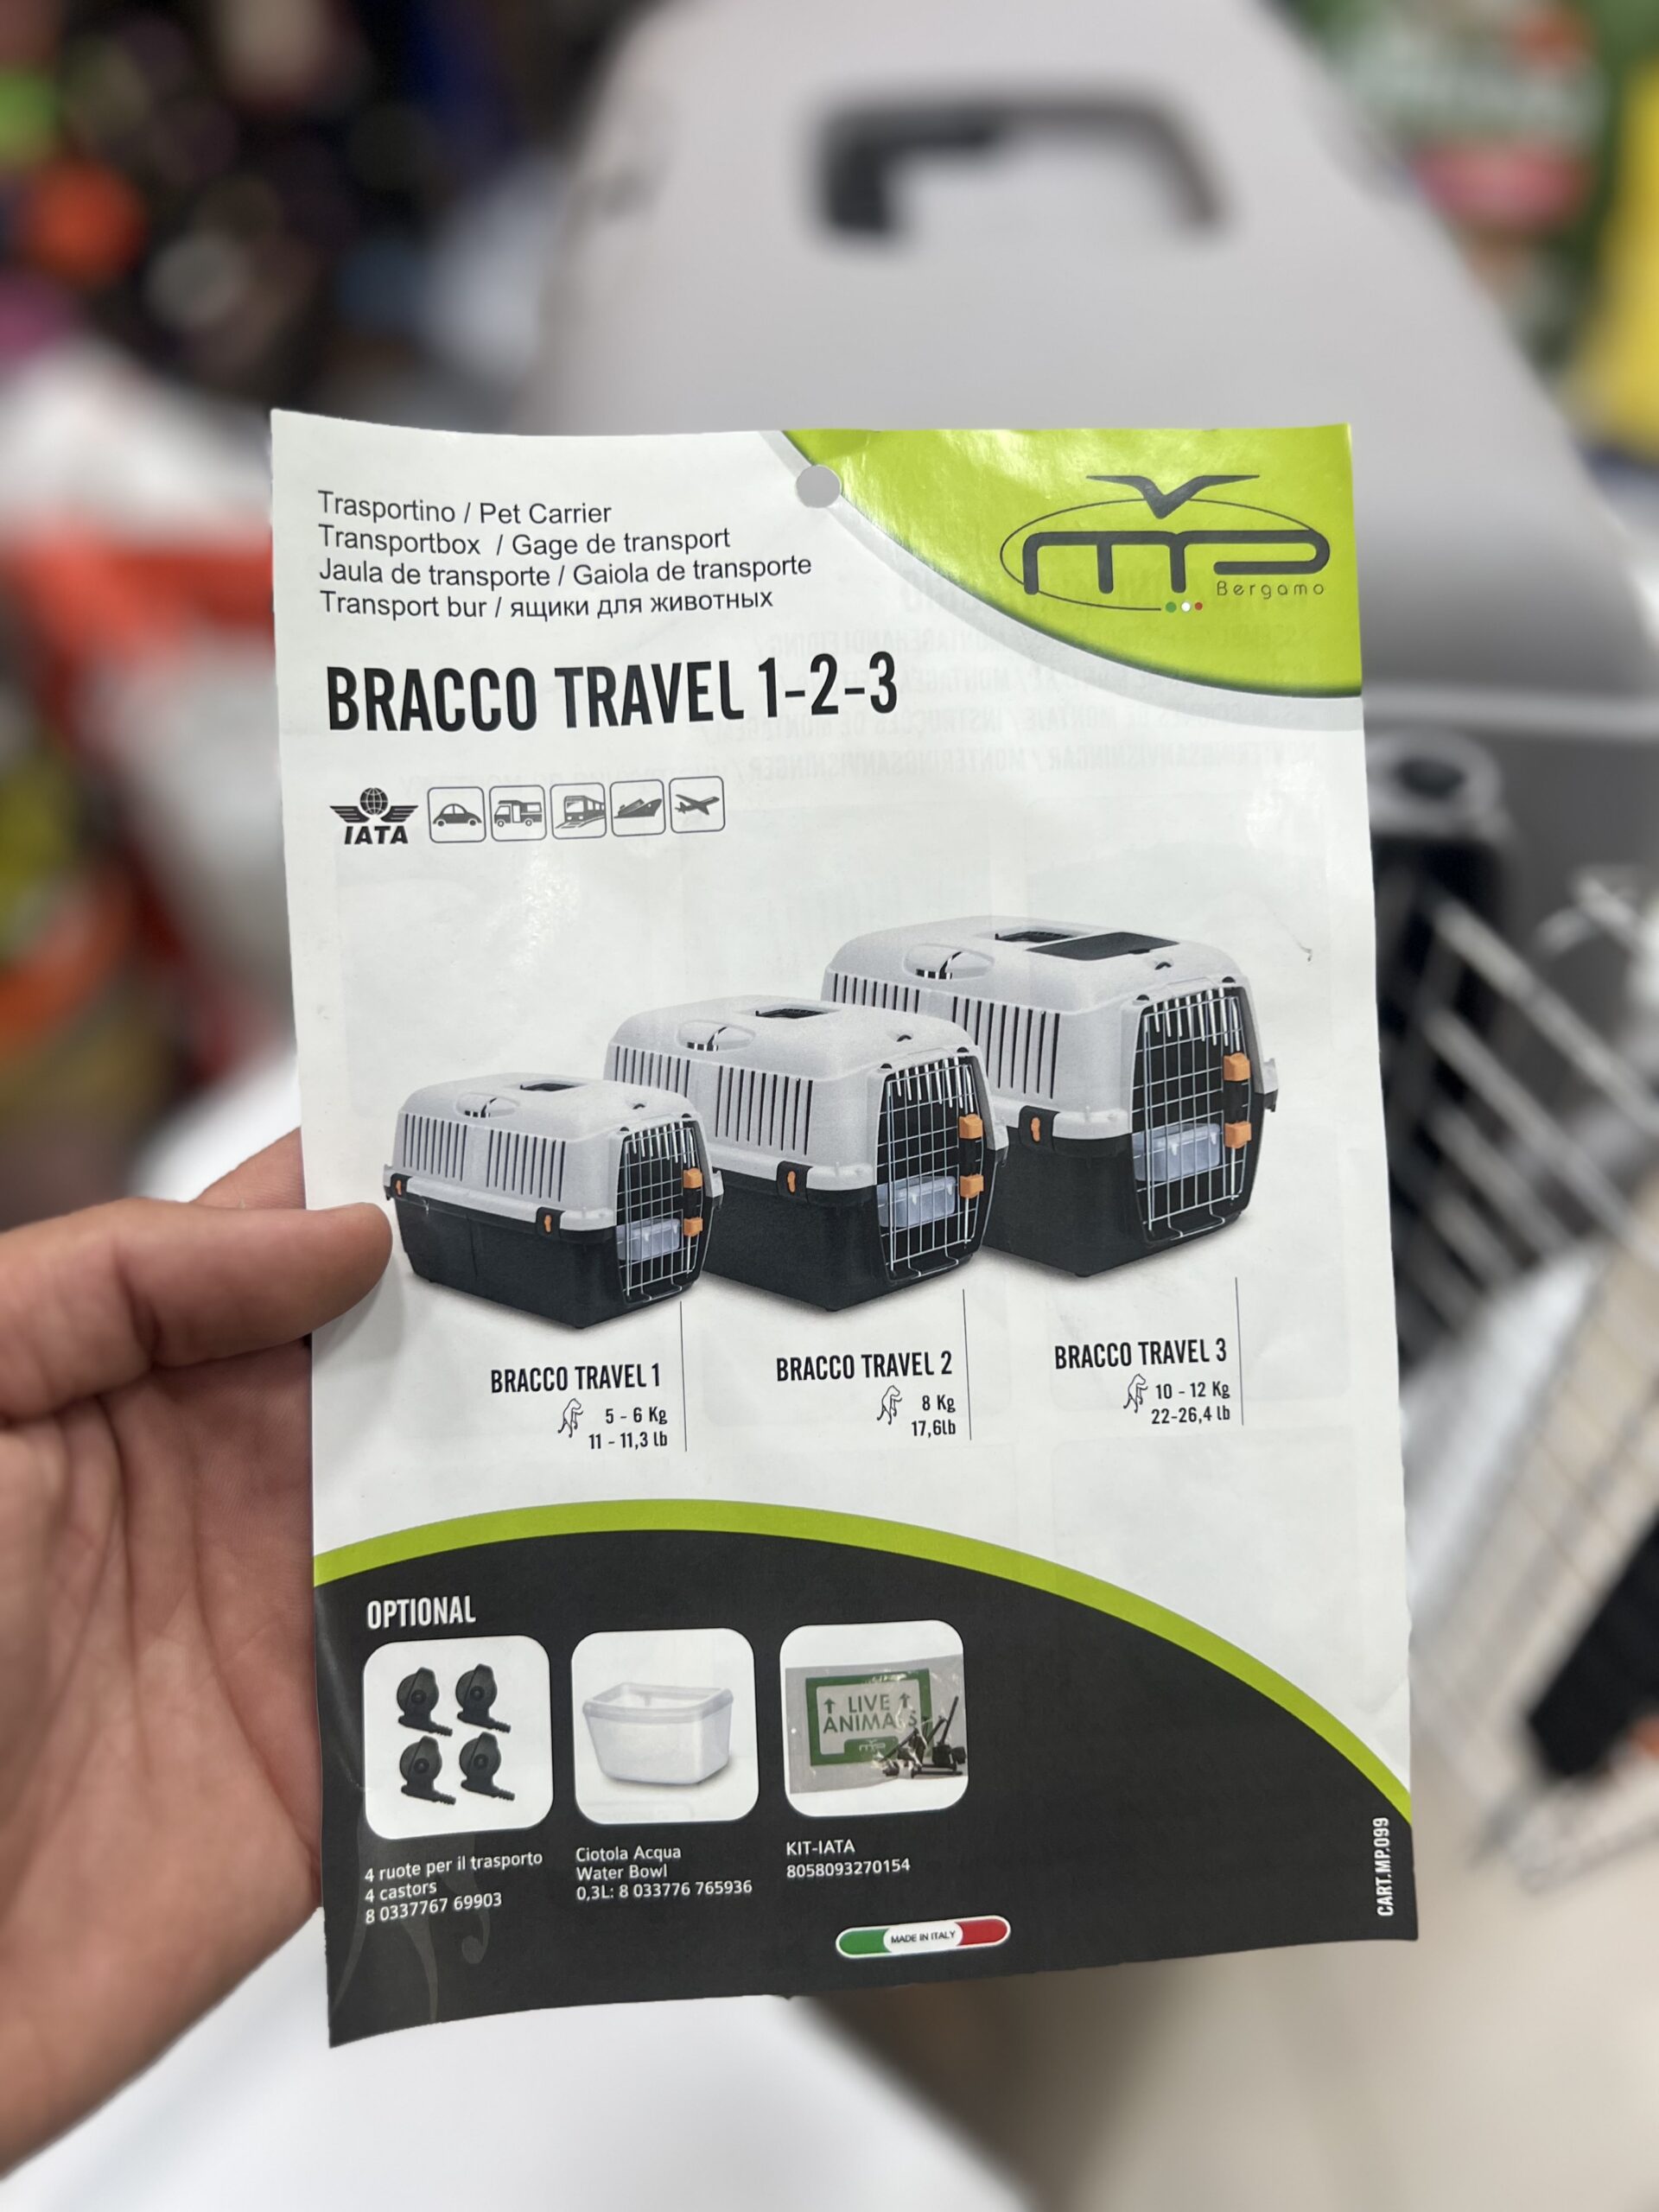 Trasportino / Pet Carrier
Transportbox / Gage de transport
Jaula de transporte / Gaiola de transporte
Transport bur / ящики для животных
mp
Bergamo
BRACCO TRAVEL 1-2-3
IATA
BRACCO TRAVEL 1
5 - 6 Kg
11 - 11,3 lb
BRACCO TRAVEL 2
8 Kg
17,6lb
BRACCO TRAVEL 3
10 - 12 Kg
22-26,4 lb
OPTIONAL
LIVE
ANIMALS
mp
4 ruote per il trasporto
4 castors
8 0337767 69903
Ciotola Acqua
Water Bowl
0,3L: 8 033776 765936
KIT-IATA
8058093270154
MADE IN ITALY
CART.MP.099